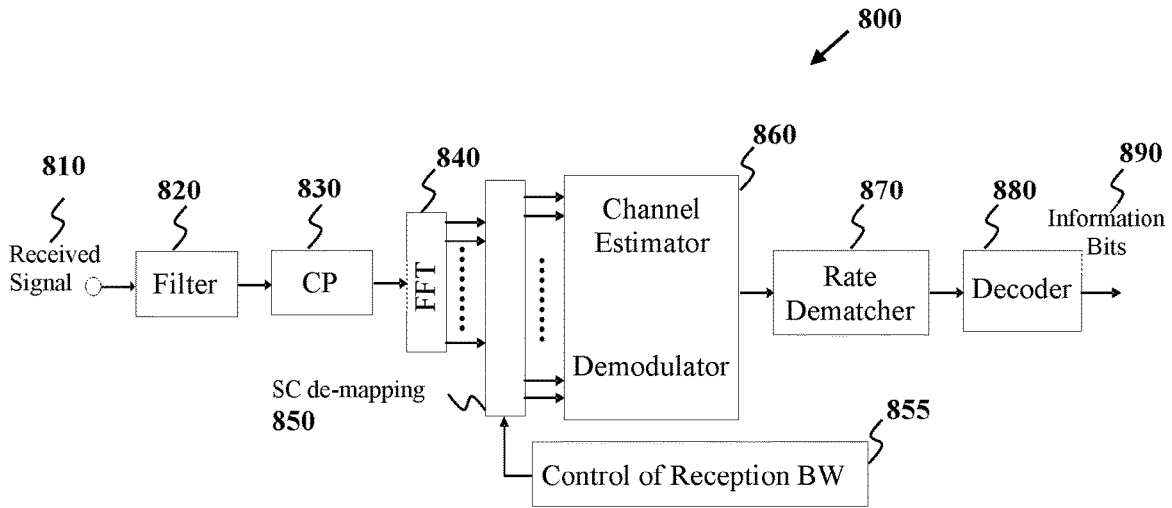 800
810
820
830
840
860
870
880
890
Received
Signal
Filter
CP
FFT
Channel
Estimator
Demodulator
Rate
Dematcher
Decoder
Information
Bits
SC de-mapping
850
855
Control of Reception BW